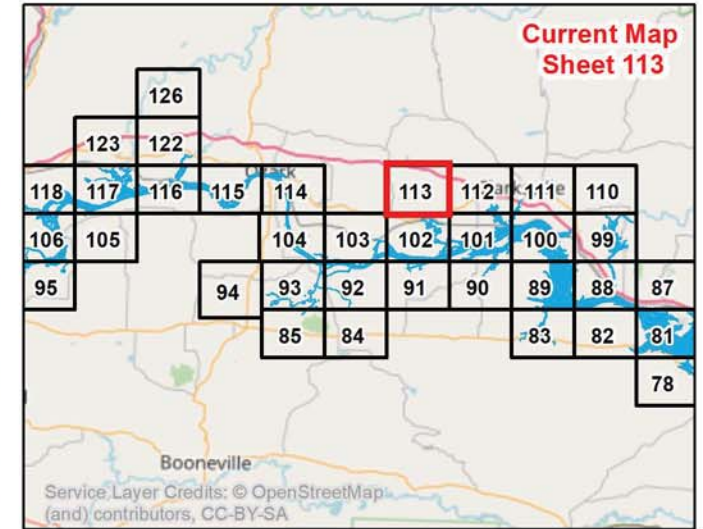 Current Map
Sheet 113
126
123 122
Ozark
118 117 116 115 114 113 112 111 110
106 105 104 103 102 101 100 99
95 94 93 92 91 90 89 88 87
85 84 83 82 81
78
Booneville
Service Layer Credits: © OpenStreetMap
(and) contributors, CC-BY-SA